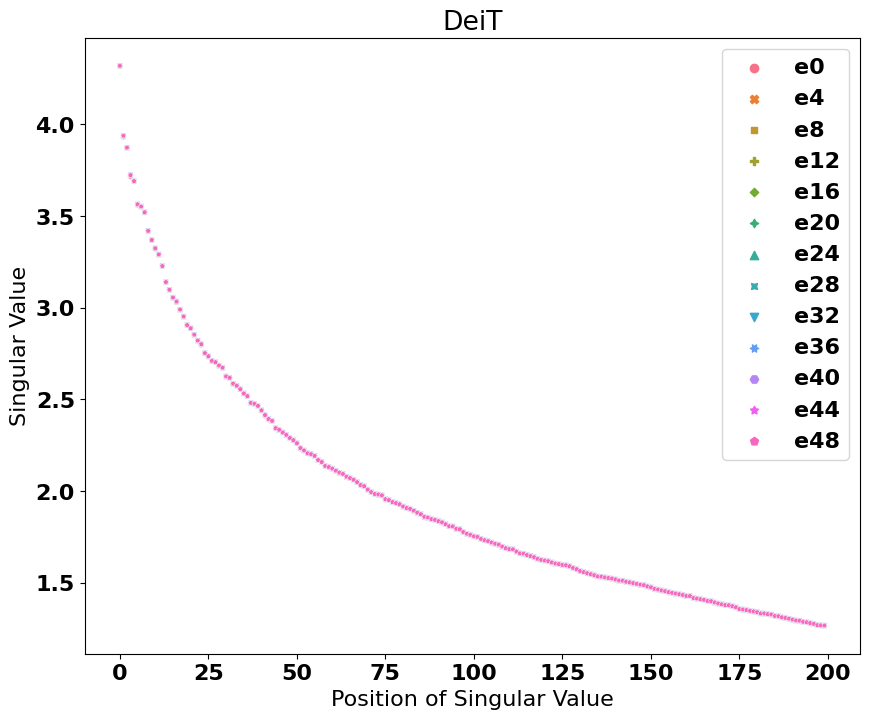 DeiT
Singular Value
4.0
3.5
3.0
2.5
2.0
1.5
e0
e4
e8
e12
e16
e20
e24
e28
e32
e36
e40
e44
e48
0 25 50 75 100 125 150 175 200
Position of Singular Value